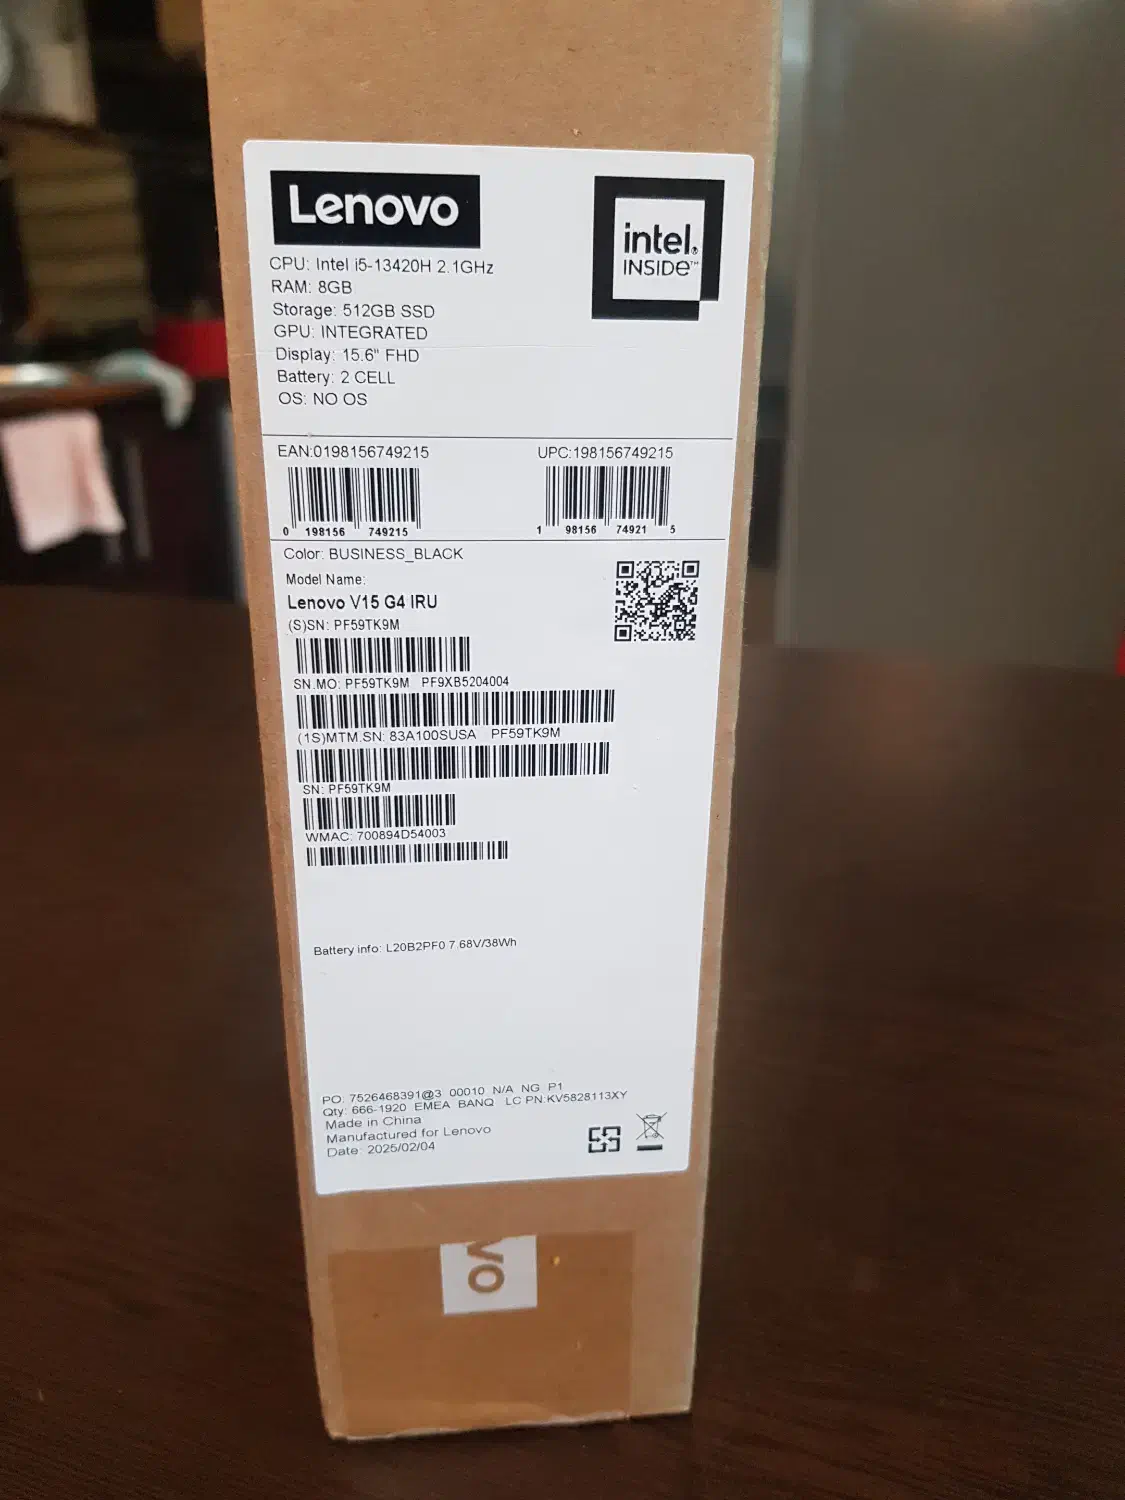 Lenovo
intel.
INSIDe™
CPU: Intel i5-13420H 2.1GHz
RAM: 8GB
Storage: 512GB SSD
GPU: INTEGRATED
Display: 15.6" FHD
Battery: 2 CELL
OS: NO OS
EAN:0198156749215 UPC:198156749215
0 198156 749215 1 98156 74921 5
Color: BUSINESS_BLACK
Model Name:
Lenovo V15 G4 IRU
(S)SN: PF59TK9M
SN.MO: PF59TK9M PF9XB5204004
(1S)MTM.SN: 83A100SUSA PF59TK9M
SN: PF59TK9M
WMAC: 700894D54003
Battery info: L20B2PF0 7.68V/38Wh
PO: 7526468391@3 00010 N/A NG P1
Qty: 666-1920 EMEA BANQ LC PN:KV5828113XY
Made in China
Manufactured for Lenovo
Date: 2025/02/04
vo